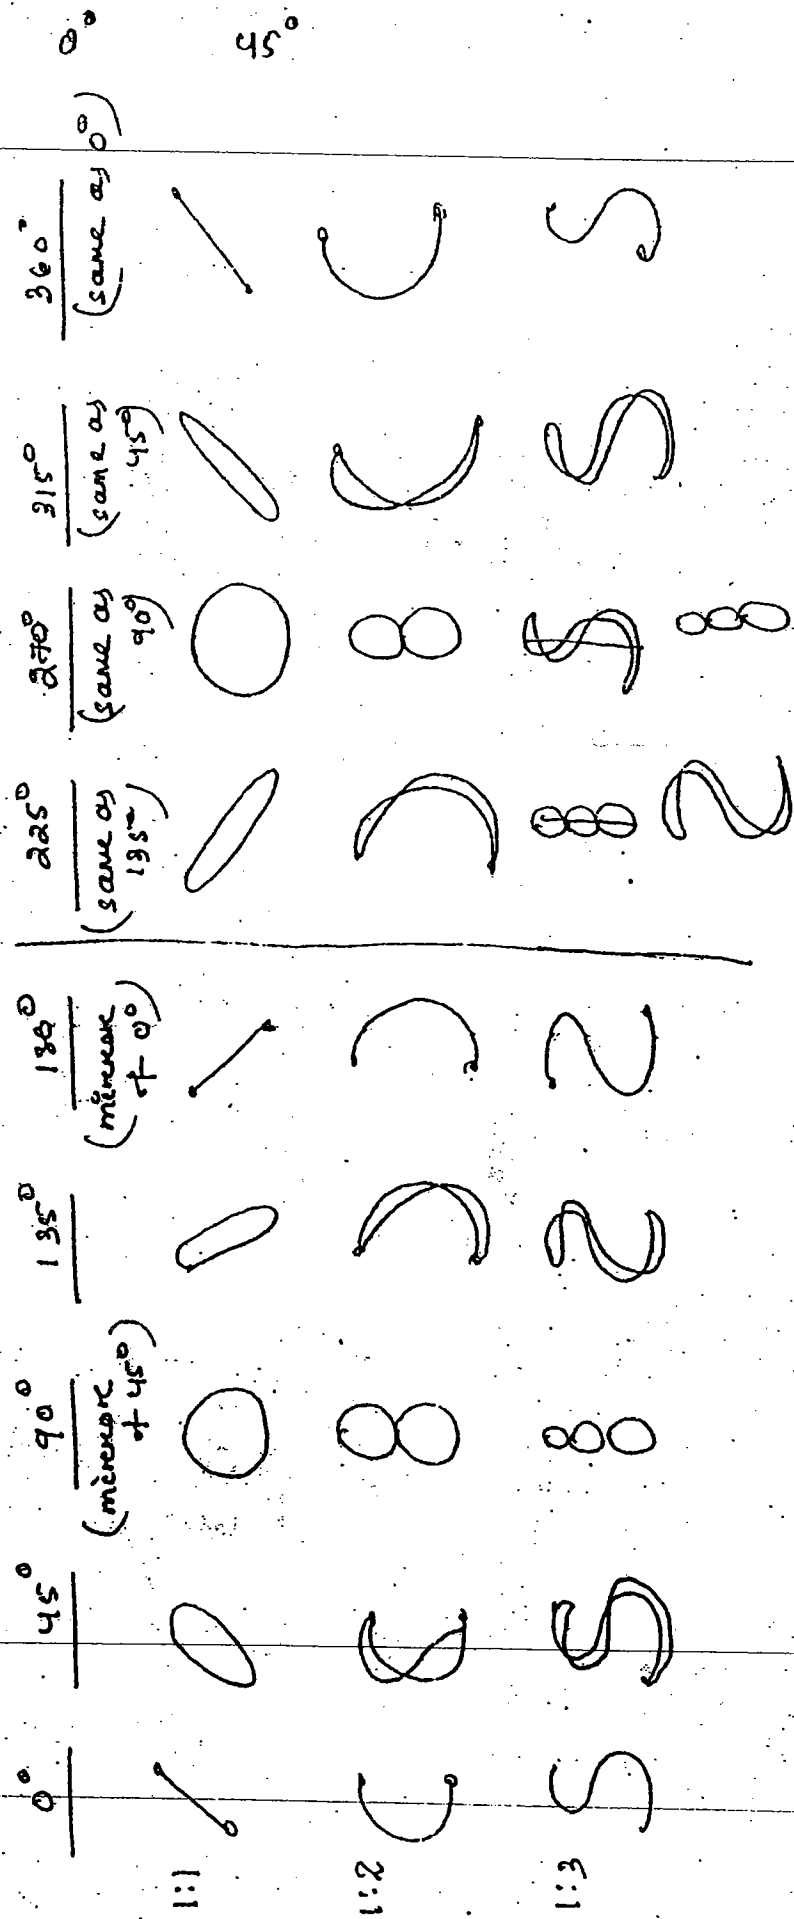 0°
45°
90°
(mirror
of 45°)
135°
180°
(mirror
of 0°)
225°
(same as
135°)
270°
(same as
90°)
315°
(same as
45°)
360°
(same as 0°)
0°
45°
1:1
1:2
1:3